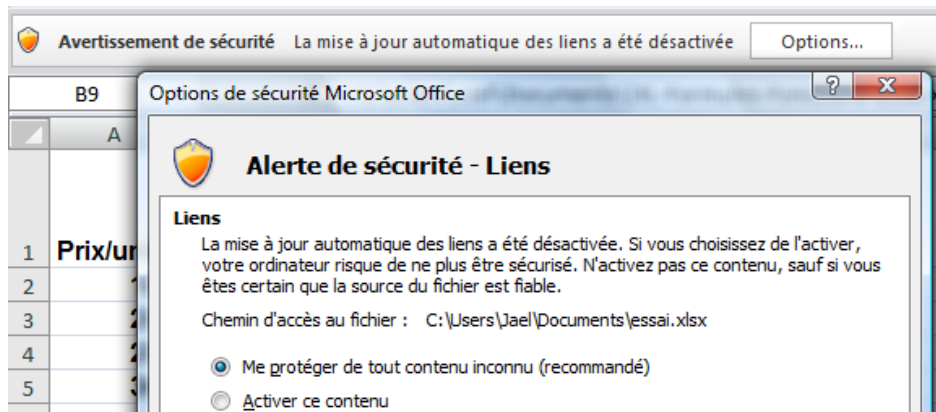 Avertissement de sécurité La mise à jour automatique des liens a été désactivée Options...
B9 Options de sécurité Microsoft Office ?
A
Alerte de sécurité - Liens
Liens
La mise à jour automatique des liens a été désactivée. Si vous choisissez de l'activer,
1 Prix/ur votre ordinateur risque de ne plus être sécurisé. N'activez pas ce contenu, sauf si vous
2 êtes certain que la source du fichier est fiable.
3 Chemin d'accès au fichier : C:\Users\Jael\Documents\essai.xlsx
4 Me protéger de tout contenu inconnu (recommandé)
5 Activer ce contenu